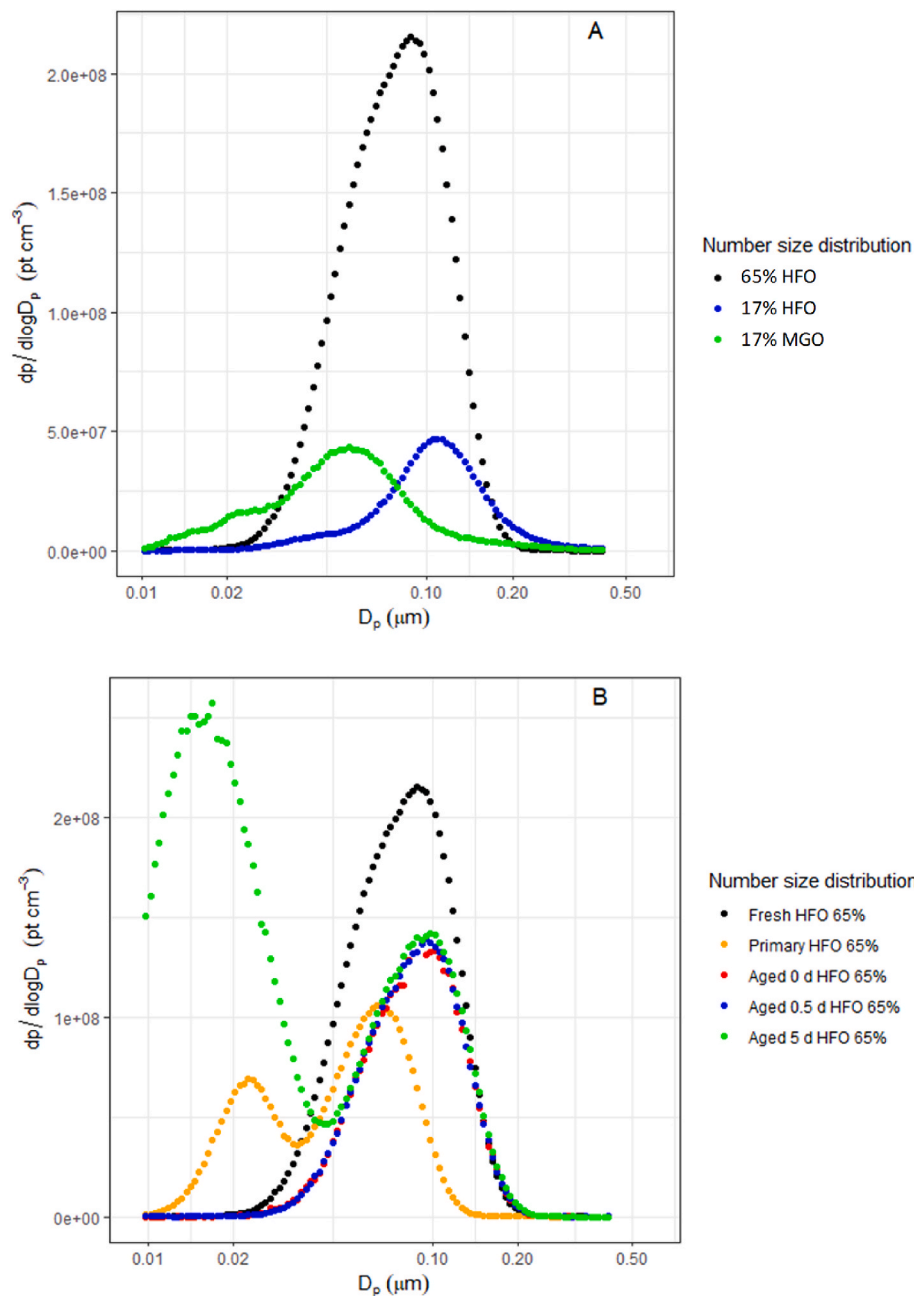 A
2.0e+08
1.5e+08
1.0e+08
5.0e+07
0.0e+00
dp/dlogDp (pt cm−3)
0.01 0.02 0.10 0.20 0.50
Dp (μm)
Number size distribution
65% HFO
17% HFO
17% MGO
B
2e+08
1e+08
0e+00
dp/dlogDp (pt cm−3)
0.01 0.02 0.10 0.20 0.50
Dp (μm)
Number size distribution
Fresh HFO 65%
Primary HFO 65%
Aged 0 d HFO 65%
Aged 0.5 d HFO 65%
Aged 5 d HFO 65%